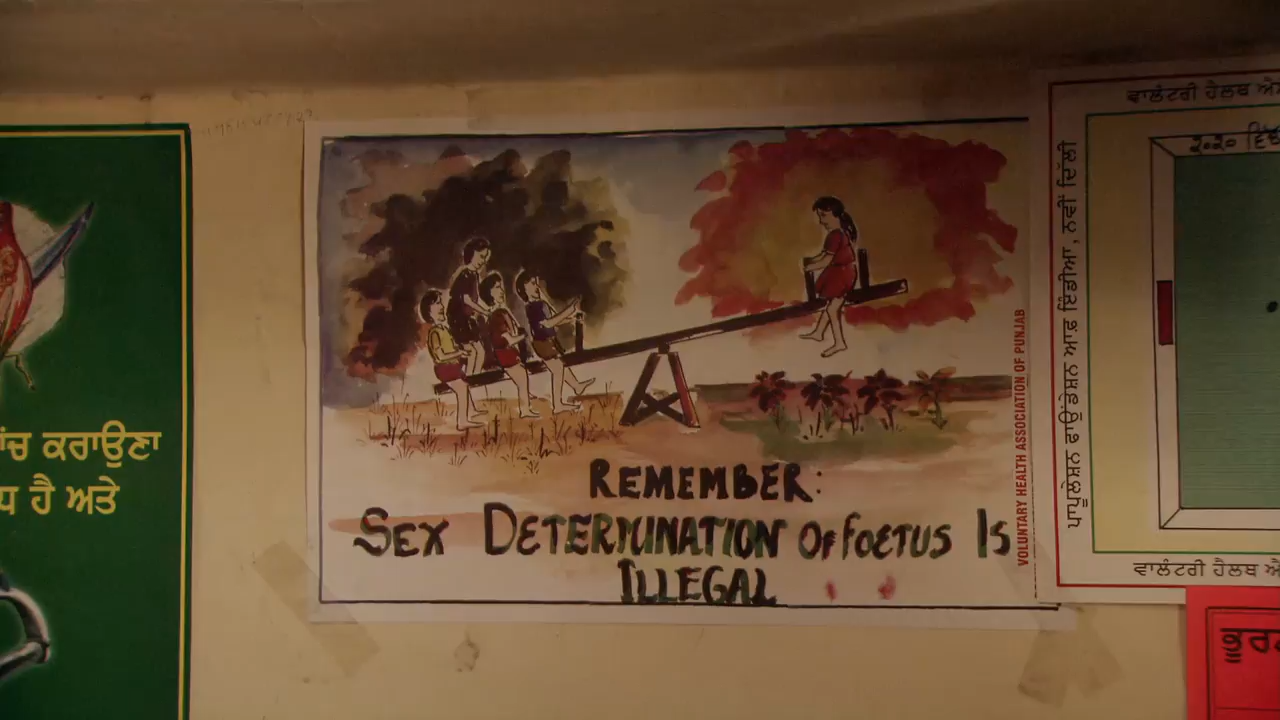 ਕਰਾਉਣਾ
ਹੈ ਅਤੇ
REMEMBER:
SEX DETERMINATION OF FOETUS IS
ILLEGAL
VOLUNTARY HEALTH ASSOCIATION OF PUNJAB
ਵਾਲੰਟਰੀ ਹੈਲਥ
੨੦੨੦
ਪਾਪੂਲੇਸ਼ਨ ਫਾਊਂਡੇਸ਼ਨ ਆਫ਼ ਇੰਡੀਆ, ਨਵੀਂ ਦਿੱਲੀ
ਵਾਲੰਟਰੀ ਹੈਲਥ